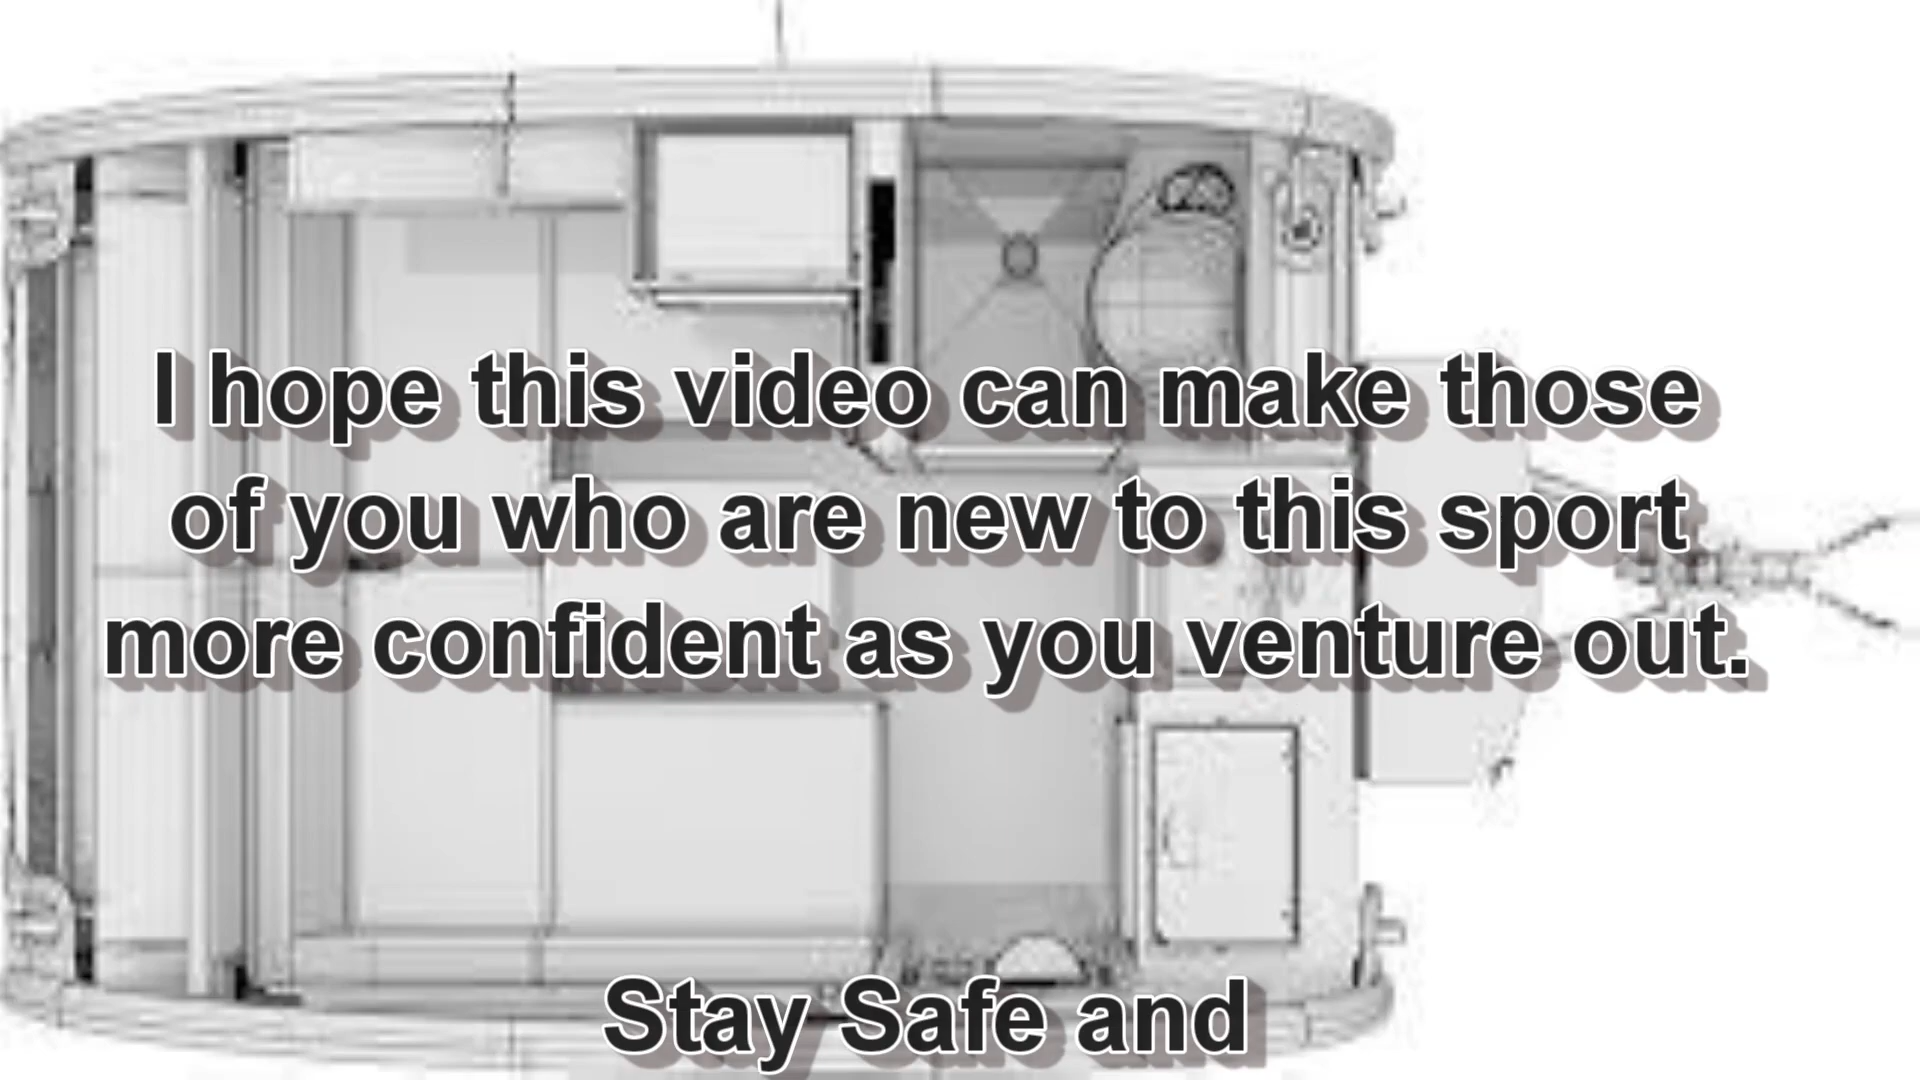 I hope this video can make those
of you who are new to this sport
more confident as you venture out.
Stay Safe and